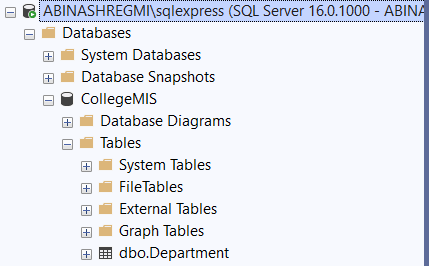 ABINASHREGMI\sqlexpress (SQL Server 16.0.1000 - ABINA
Databases
System Databases
Database Snapshots
CollegeMIS
Database Diagrams
Tables
System Tables
FileTables
External Tables
Graph Tables
dbo.Department